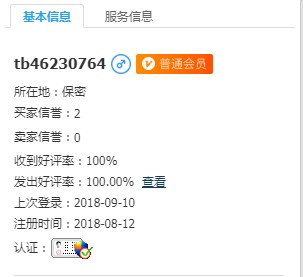 基本信息 服务信息
tb46230764 普通会员
所在地：保密
买家信誉：2
卖家信誉：0
收到好评率：100%
发出好评率：100.00% 查看
上次登录：2018-09-10
注册时间：2018-08-12
认证：